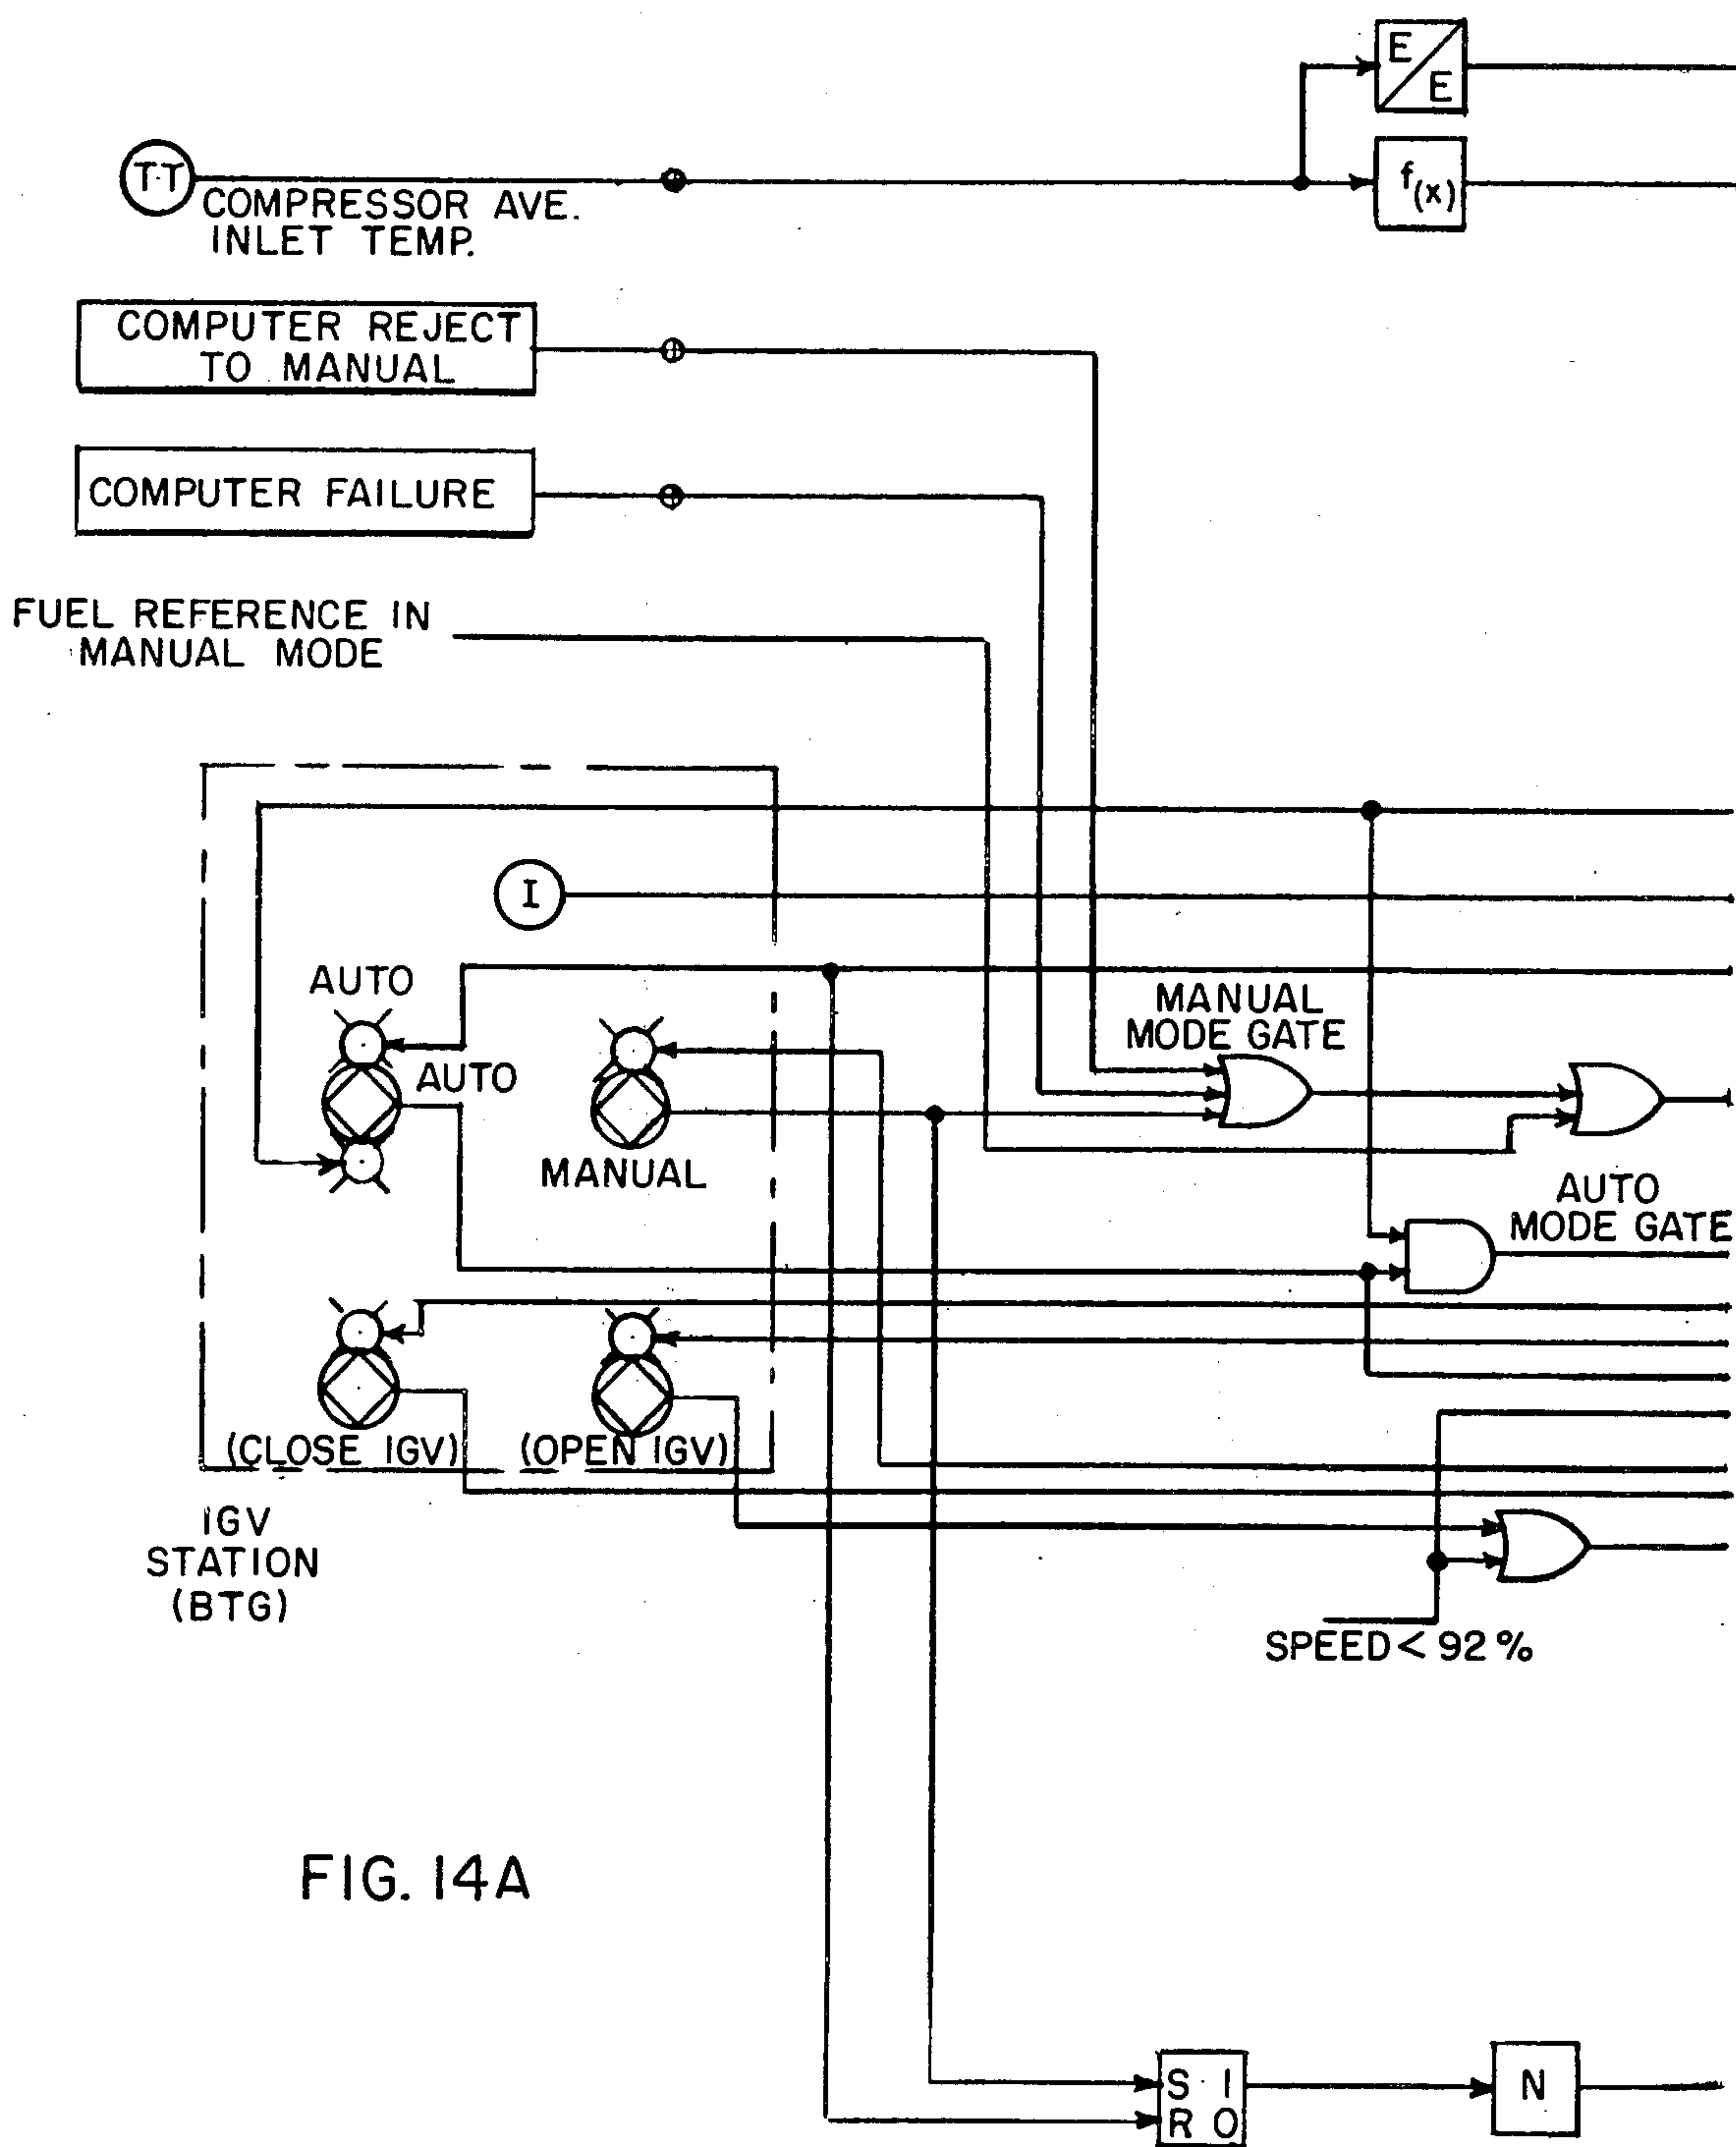 E
E
TT
f(x)
COMPRESSOR AVE.
INLET TEMP.
COMPUTER REJECT
TO MANUAL
COMPUTER FAILURE
FUEL REFERENCE IN
MANUAL MODE
I
AUTO
MANUAL
MODE GATE
AUTO
MANUAL
AUTO
MODE GATE
(CLOSE IGV)
(OPEN IGV)
IGV
STATION
(BTG)
SPEED < 92 %
FIG. 14A
S I
R O
N